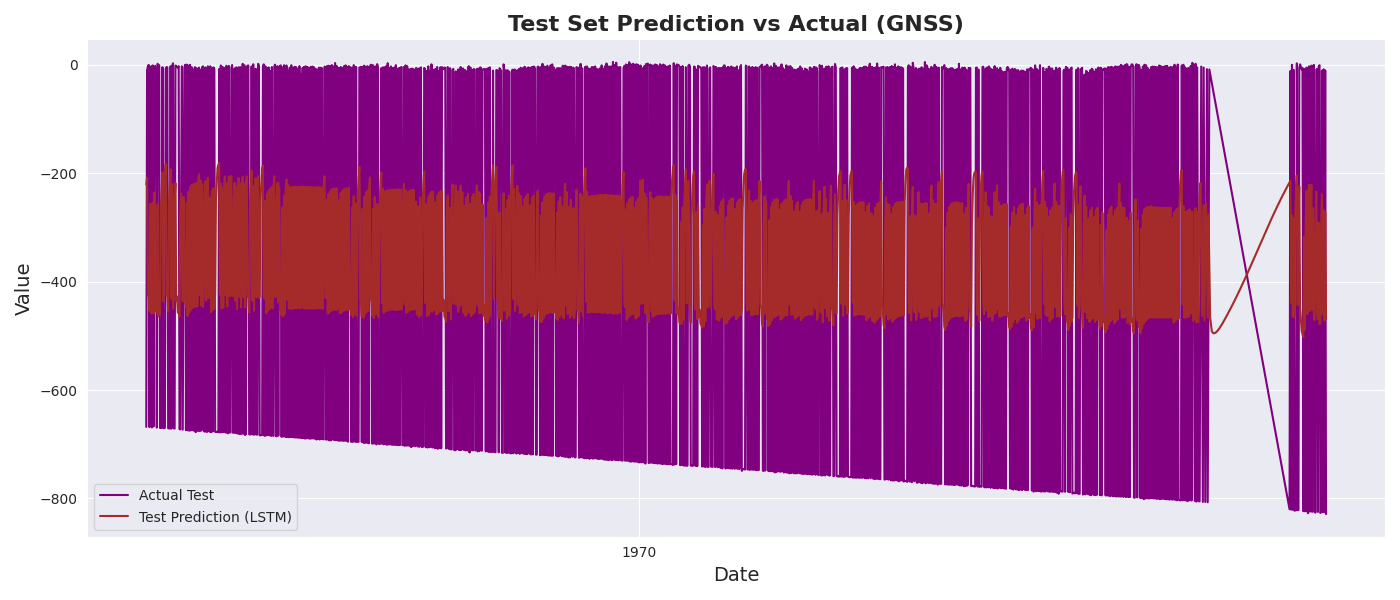 Test Set Prediction vs Actual (GNSS)
Value
0
−200
−400
−600
−800
Actual Test
Test Prediction (LSTM)
1970
Date